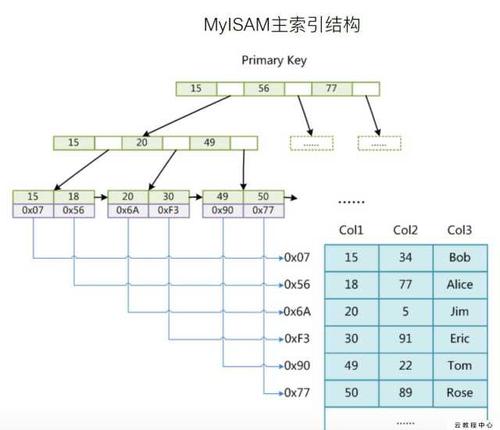 MyISAM主索引结构
Primary Key
15 56 77
15 20 49
...... ......
15 18 20 30 49 50
0x07 0x56 0x6A 0xF3 0x90 0x77
......
Col1 Col2 Col3
0x07 15 34 Bob
0x56 18 77 Alice
0x6A 20 5 Jim
0xF3 30 91 Eric
0x90 49 22 Tom
0x77 50 89 Rose
......
云教程中心